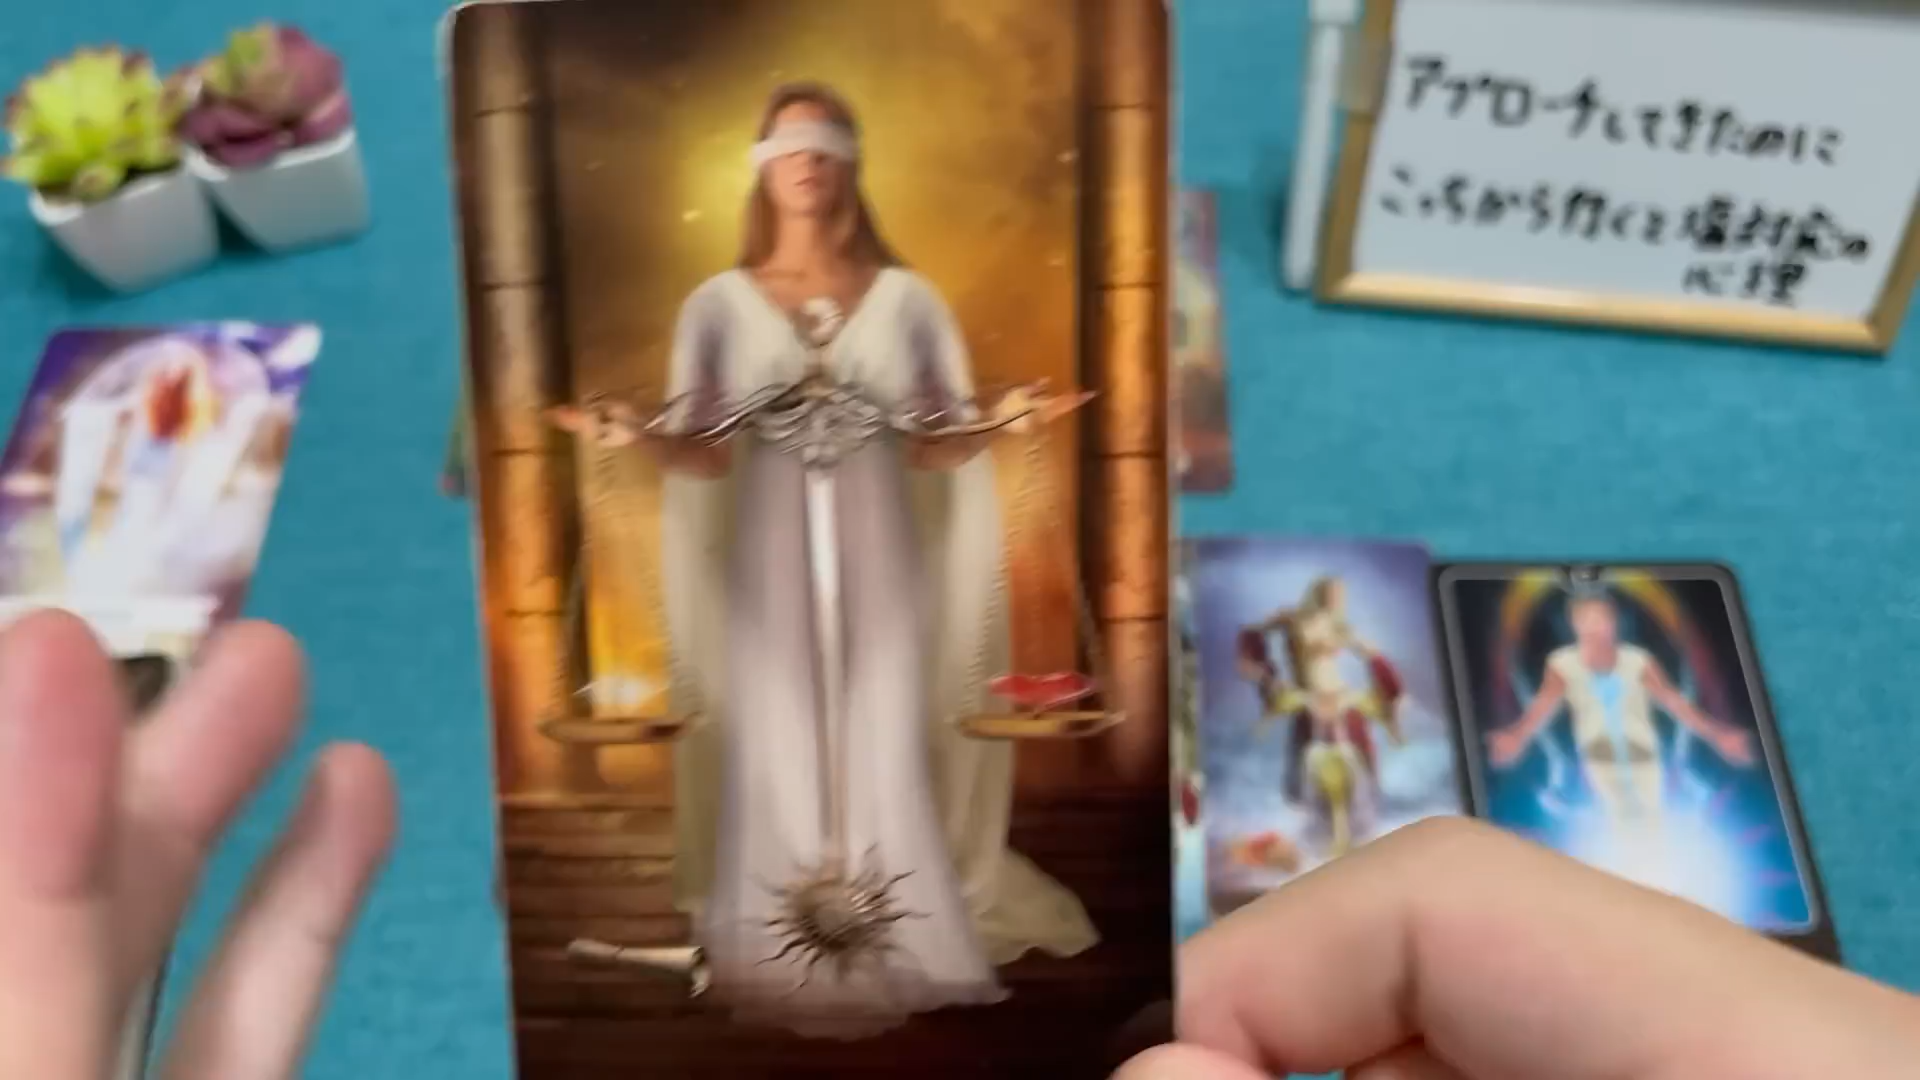 アプローチしてきたのに
こっちから行くと塩対応の
心理